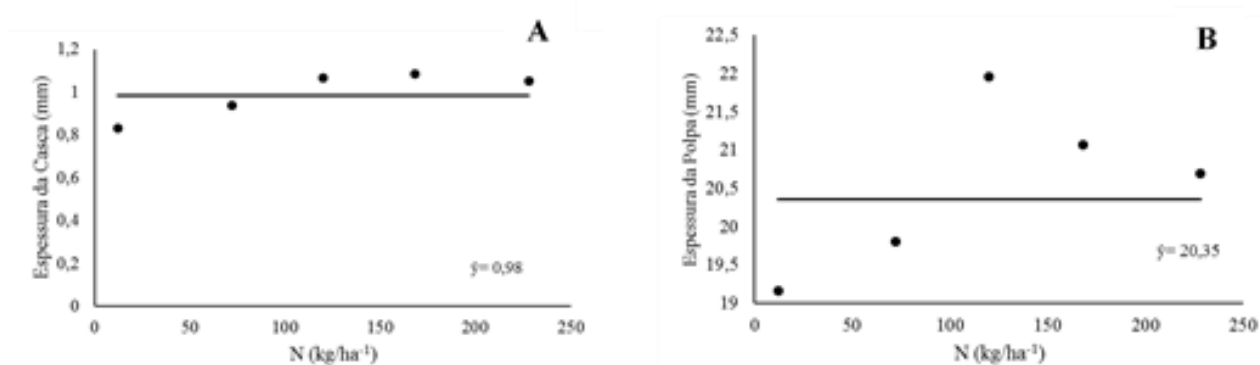 A
Espessura da Casca (mm)
1,2
1
0,8
0,6
0,4
0,2
0
ŷ= 0,98
0 50 100 150 200 250
N (kg/ha⁻¹)
B
Espessura da Polpa (mm)
22,5
22
21,5
21
20,5
20
19,5
19
ŷ= 20,35
0 50 100 150 200 250
N (kg/ha⁻¹)